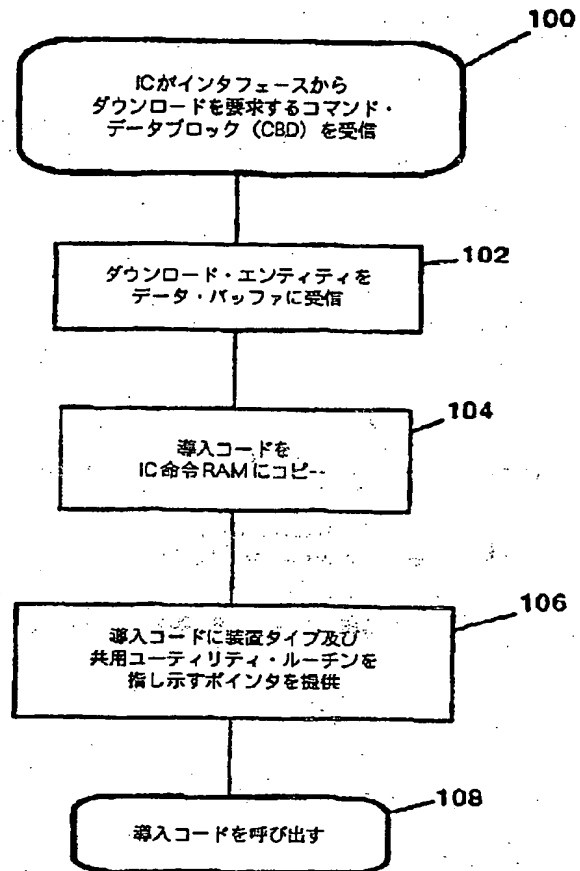 100
ICがインタフェースから
ダウンロードを要求するコマンド・
データブロック (CBD) を受信
102
ダウンロード・エンティティを
データ・バッファに受信
104
導入コードを
IC命令RAMにコピー
106
導入コードに装置タイプ及び
共用ユーティリティ・ルーチンを
指し示すポインタを提供
108
導入コードを呼び出す